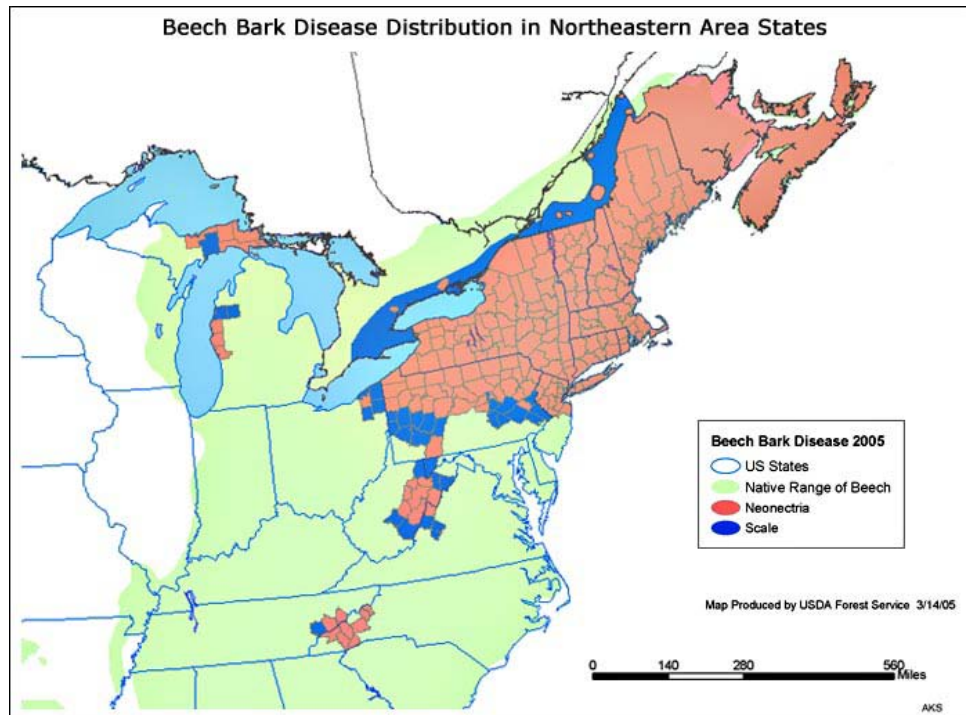 Beech Bark Disease Distribution in Northeastern Area States
Beech Bark Disease 2005
US States
Native Range of Beech
Neonectria
Scale
Map Produced by USDA Forest Service 3/14/05
0 140 280 560
Miles
AKS